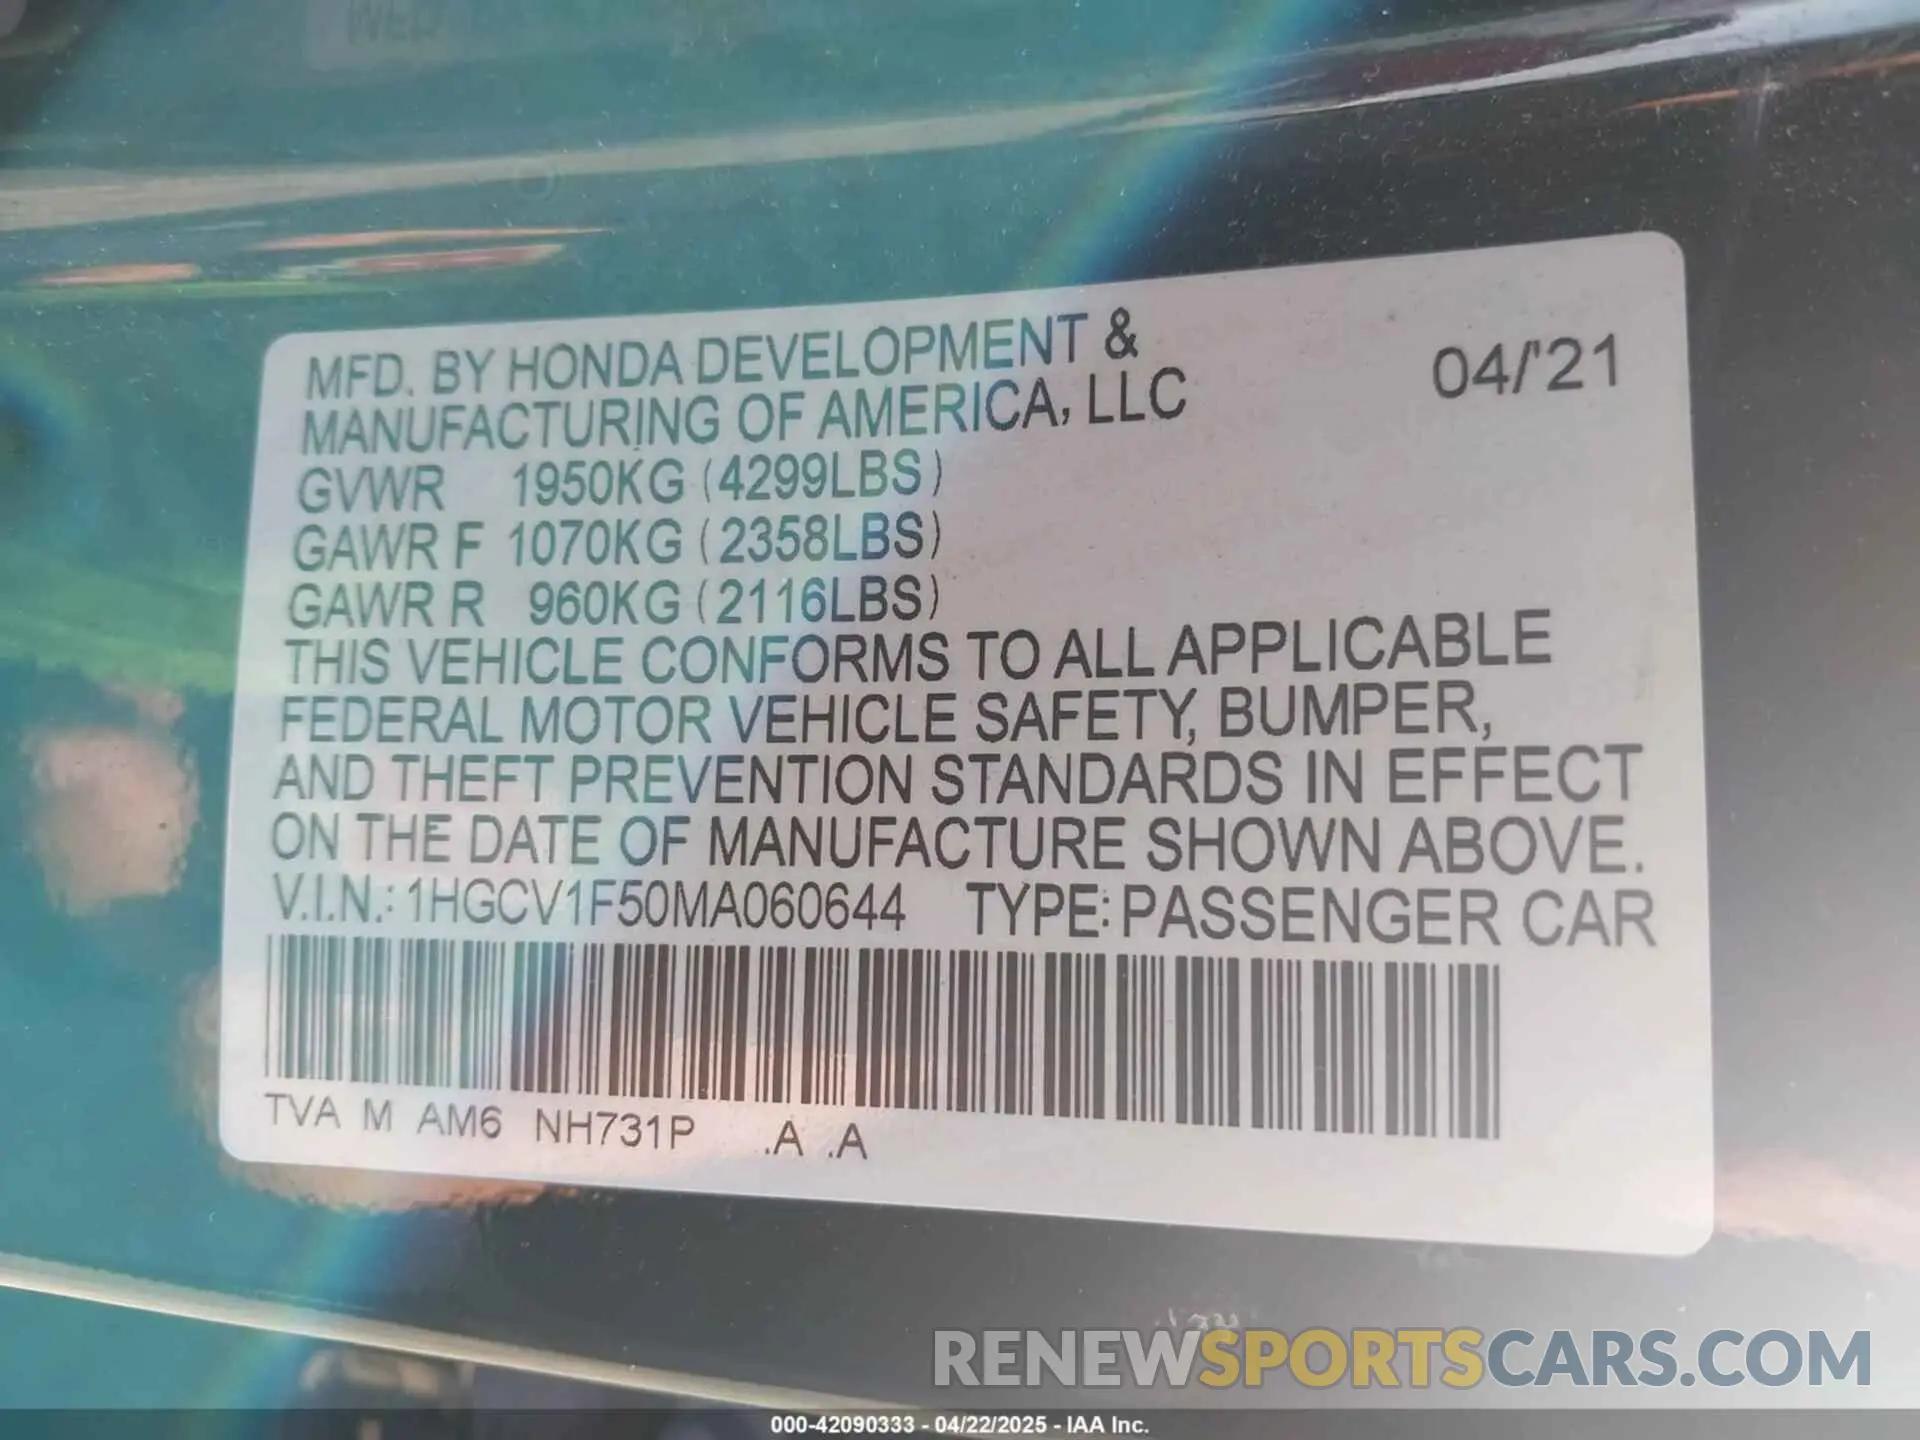 MFD. BY HONDA DEVELOPMENT &
MANUFACTURING OF AMERICA, LLC
04/'21
GVWR 1950KG (4299LBS)
GAWR F 1070KG (2358LBS)
GAWR R 960KG (2116LBS)
THIS VEHICLE CONFORMS TO ALL APPLICABLE
FEDERAL MOTOR VEHICLE SAFETY, BUMPER,
AND THEFT PREVENTION STANDARDS IN EFFECT
ON THE DATE OF MANUFACTURE SHOWN ABOVE.
V.I.N.: 1HGCV1F50MA060644 TYPE: PASSENGER CAR
TVA M AM6 NH731P .A .A
RENEWSPORTSCARS.COM
000-42090333 - 04/22/2025 - IAA Inc.